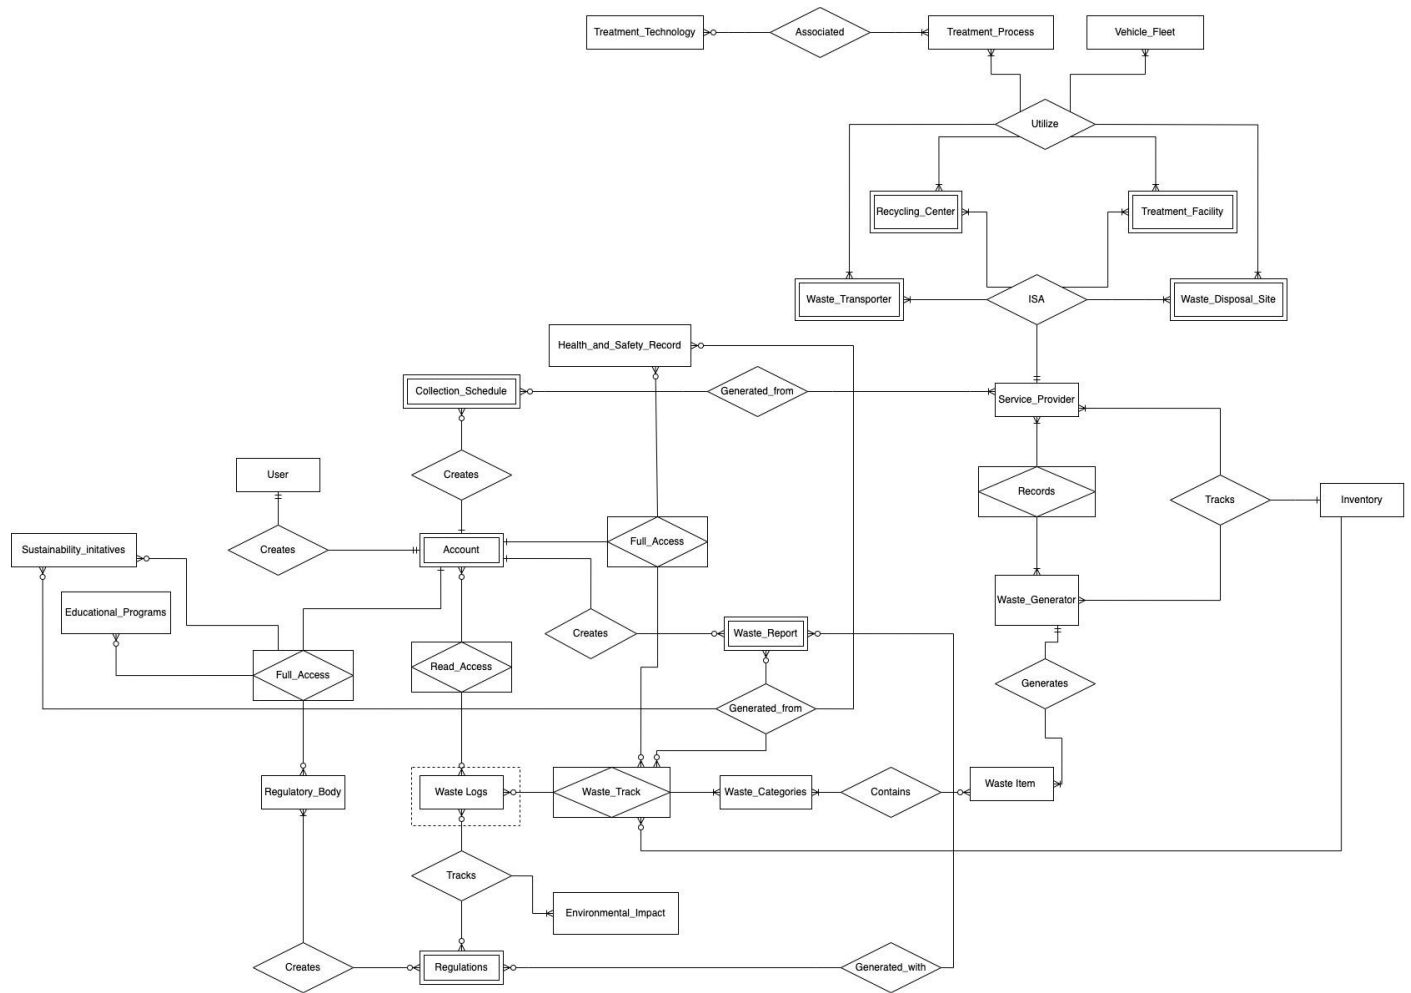 Treatment_Technology
Associated
Treatment_Process
Vehicle_Fleet
Utilize
Recycling_Center
Treatment_Facility
Waste_Transporter
ISA
Waste_Disposal_Site
Health_and_Safety_Record
Collection_Schedule
Generated_from
Service_Provider
User
Creates
Records
Tracks
Inventory
Sustainability_initatives
Creates
Account
Full_Access
Educational_Programs
Waste_Generator
Creates
Waste_Report
Full_Access
Read_Access
Generates
Generated_from
Regulatory_Body
Waste Logs
Waste_Track
Waste_Categories
Contains
Waste Item
Tracks
Environmental_Impact
Creates
Regulations
Generated_with